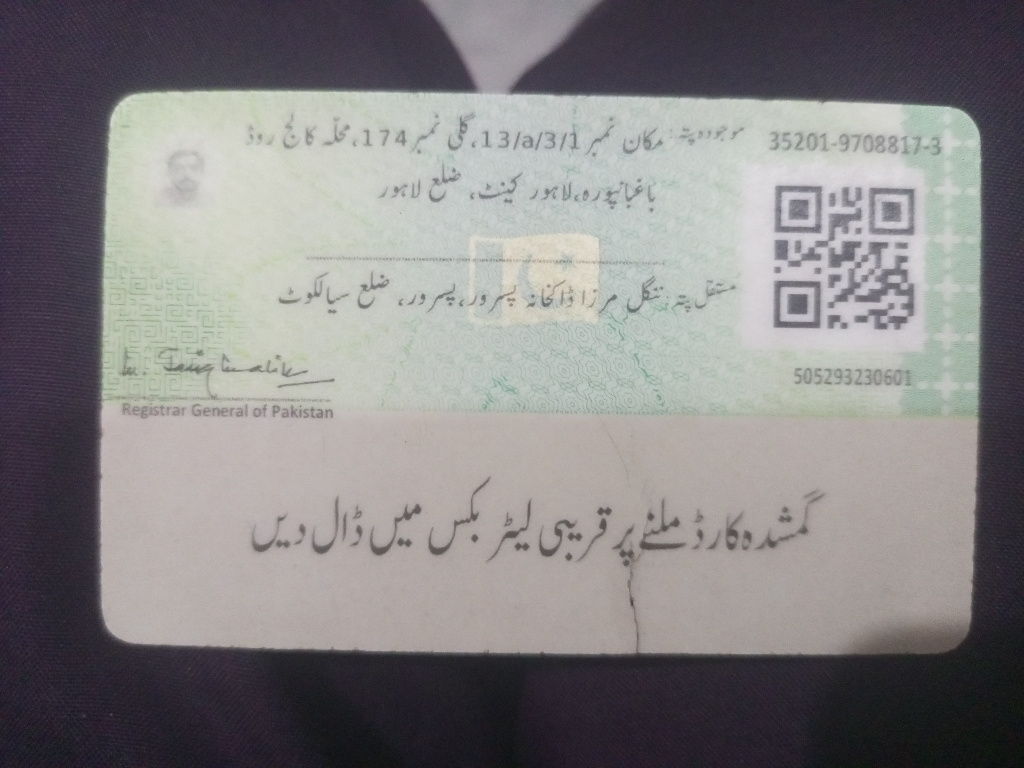 35201-9708817-3
موجودہ پتہ: مکان نمبر 13/a/3/1، گلی نمبر 174، محلّہ کالج روڈ
باغبانپورہ، لاہور کینٹ، ضلع لاہور
مستقل پتہ: ننگل مرزا ڈاکخانہ پسرور، پسرور، ضلع سیالکوٹ
505293230601
Registrar General of Pakistan
گمشدہ کارڈ ملنے پر قریبی لیٹر بکس میں ڈال دیں